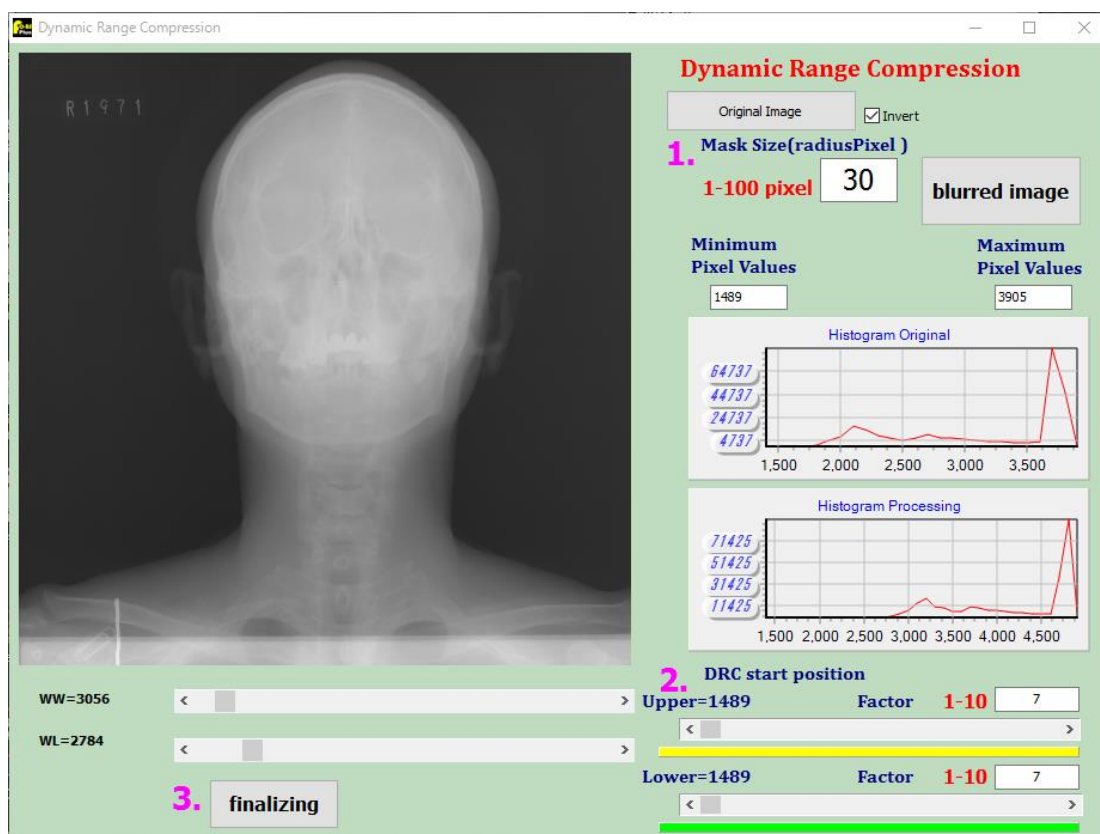 Dynamic Range Compression
R1971
Dynamic Range Compression
Original Image
Invert
1. Mask Size(radiusPixel )
1-100 pixel 30
blurred image
Minimum
Pixel Values
1489
Maximum
Pixel Values
3905
Histogram Original
64737
44737
24737
4737
1,500 2,000 2,500 3,000 3,500
Histogram Processing
71425
51425
31425
11425
1,500 2,000 2,500 3,000 3,500 4,000 4,500
2. DRC start position
Upper=1489 Factor 1-10 7
Lower=1489 Factor 1-10 7
WW=3056
WL=2784
3. finalizing